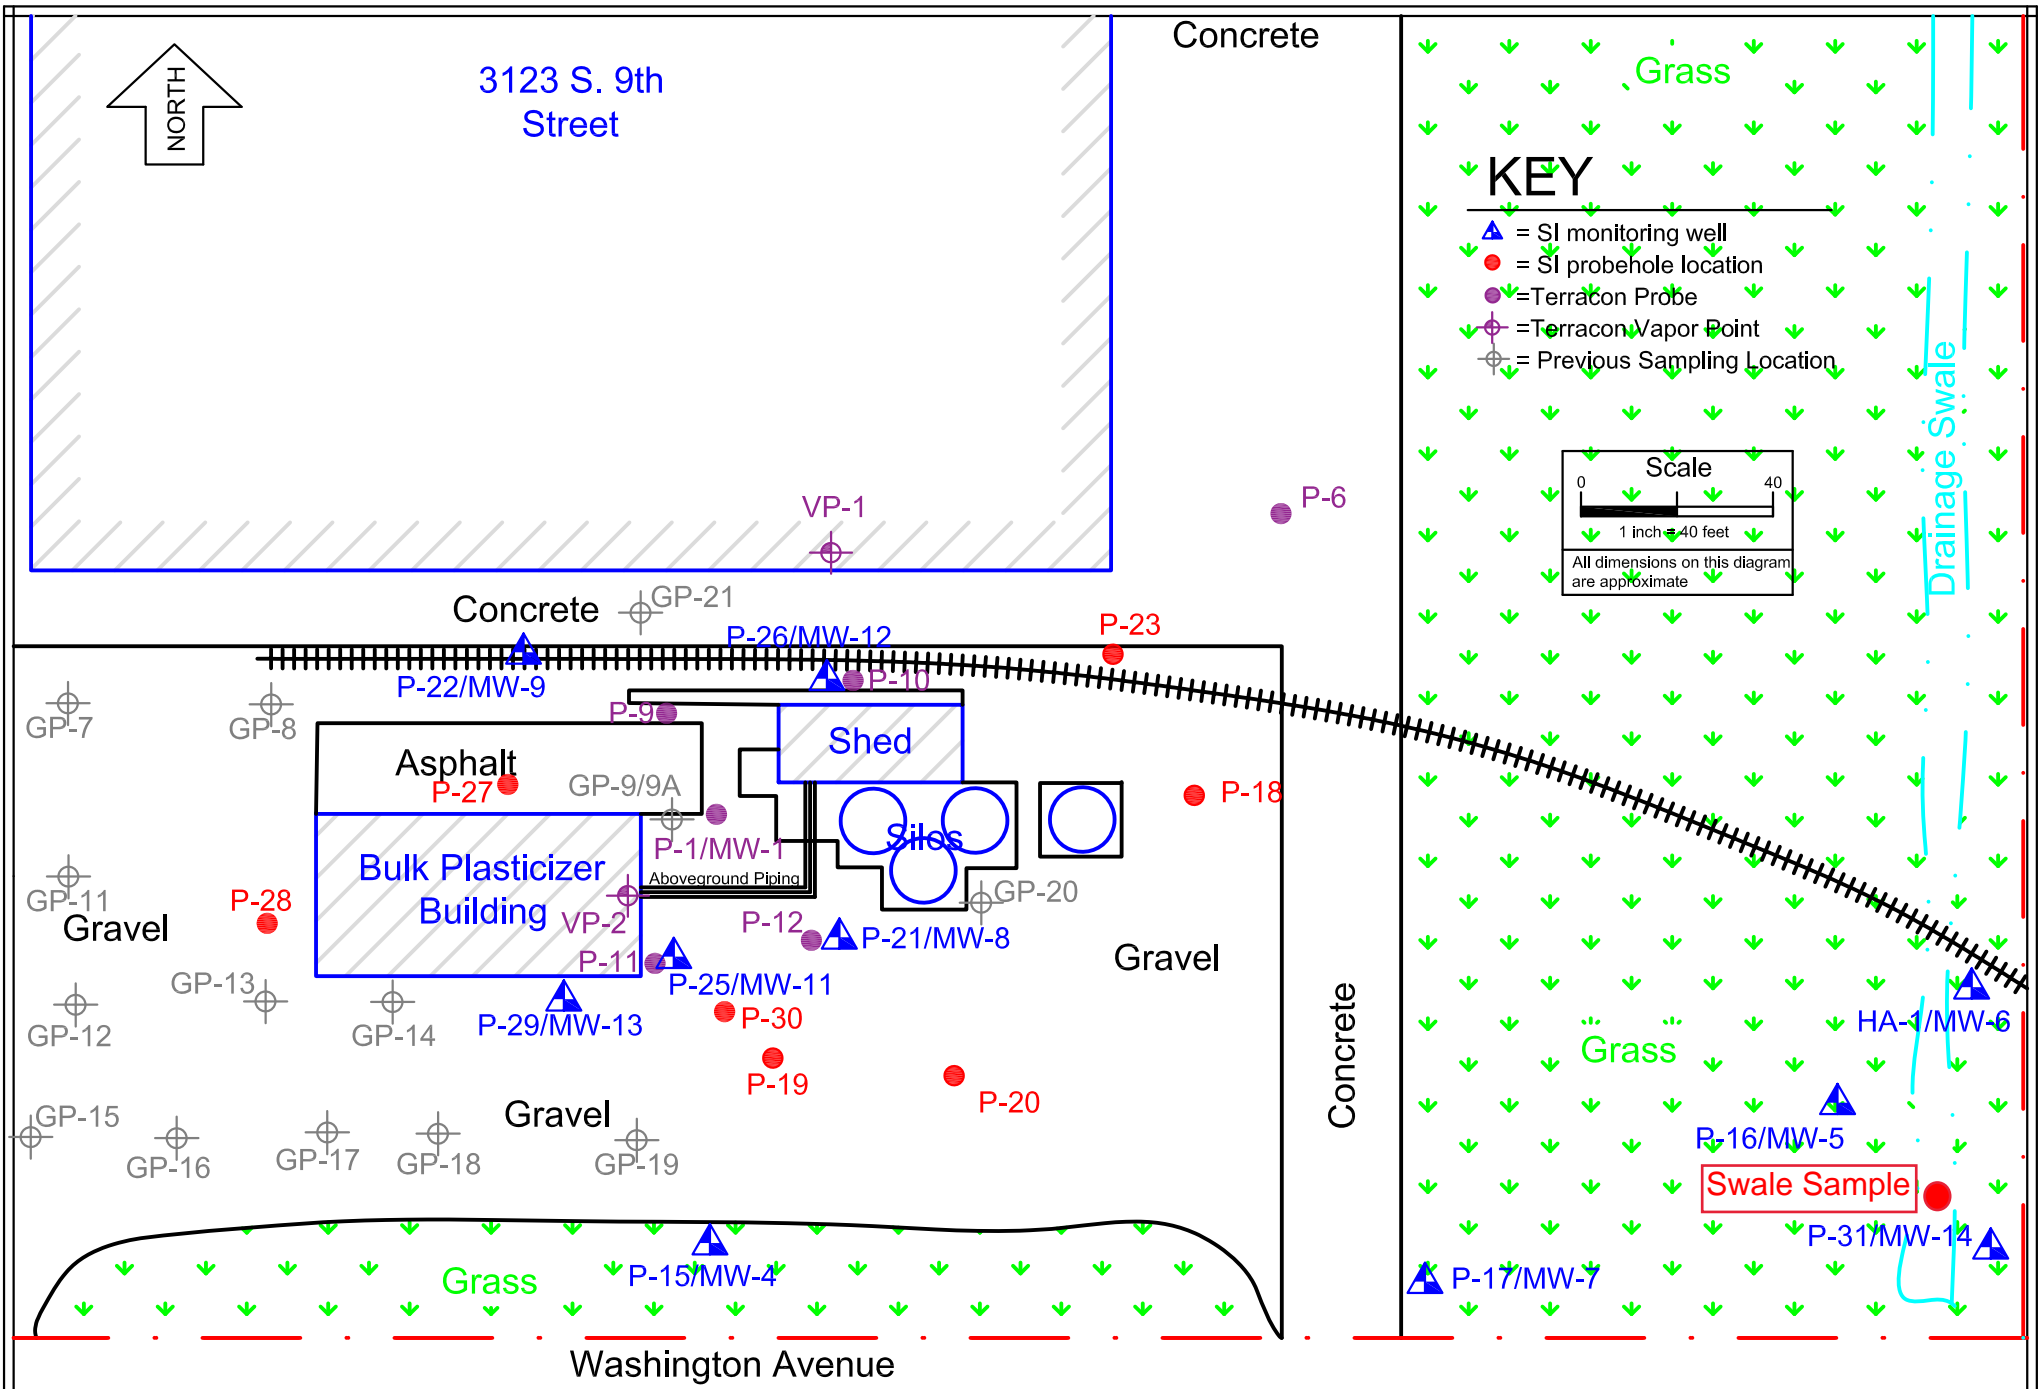 Concrete
NORTH
3123 S. 9th
Street
Grass
KEY
= SI monitoring well
= SI probehole location
=Terracon Probe
=Terracon Vapor Point
= Previous Sampling Location
Drainage Swale
Scale
0 40
1 inch = 40 feet
All dimensions on this diagram
are approximate
VP-1
P-6
Concrete
GP-21
P-26/MW-12
P-23
P-22/MW-9
P-10
GP-7
GP-8
P-9
Shed
Asphalt
P-27
GP-9/9A
P-18
Silos
P-1/MW-1
Bulk Plasticizer
Building
Aboveground Piping
GP-11
P-28
GP-20
Gravel
VP-2
P-12
P-21/MW-8
Gravel
P-11
P-25/MW-11
GP-13
GP-12
GP-14
P-29/MW-13
P-30
HA-1/MW-6
Concrete
Grass
P-19
P-20
GP-15
Gravel
P-16/MW-5
GP-16
GP-17
GP-18
GP-19
Swale Sample
P-31/MW-14
Grass
P-15/MW-4
P-17/MW-7
Washington Avenue